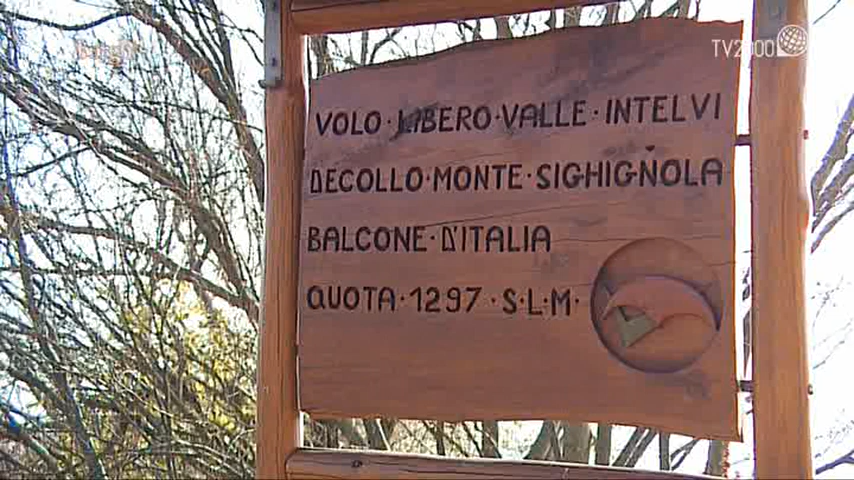 TV2000
VOLO·LIBERO·VALLE·INTELVI
DECOLLO·MONTE·SIGHIGNOLA
BALCONE·D'ITALIA
QUOTA·1297·S·L·M·